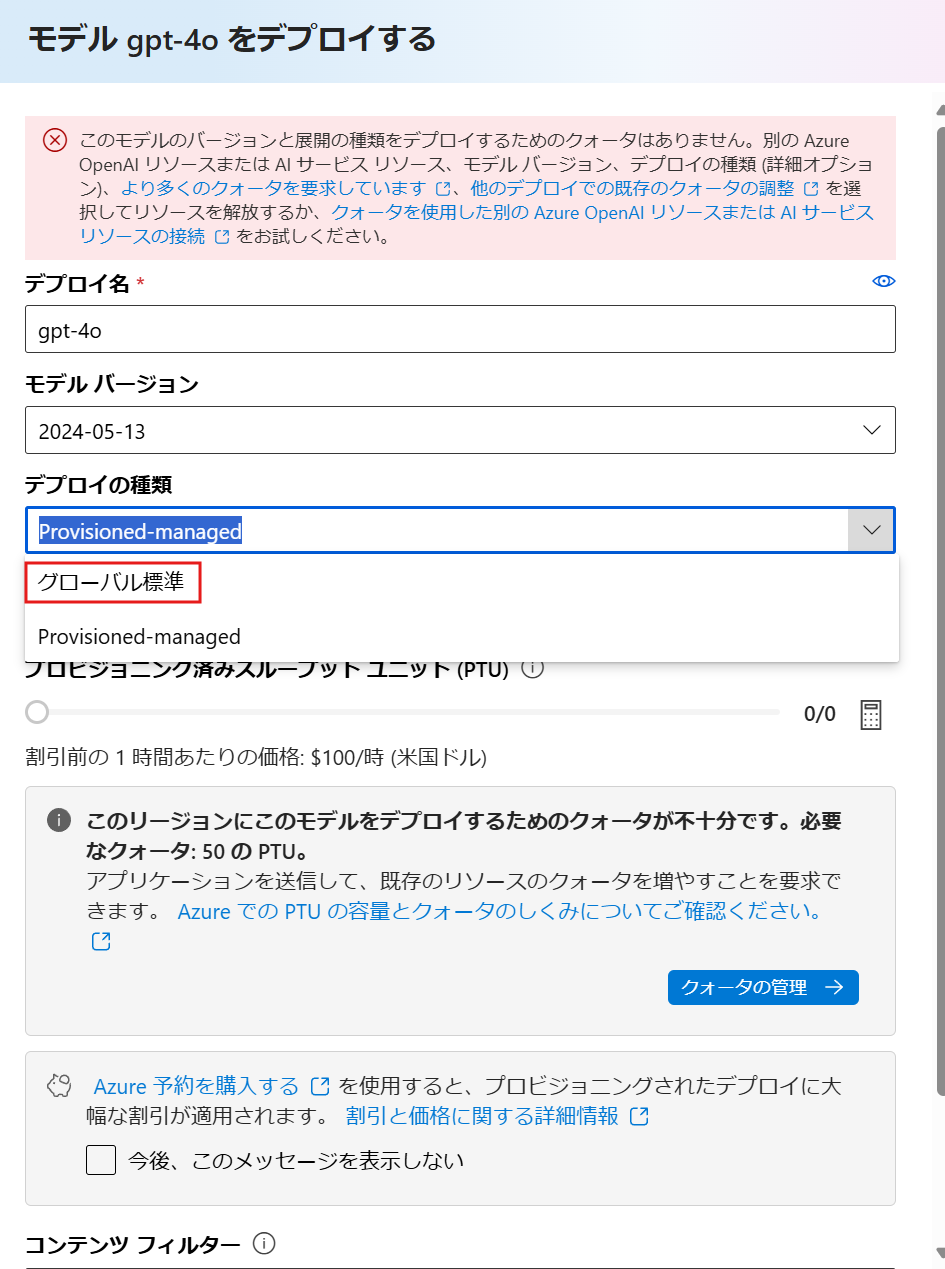 モデル gpt-4o をデプロイする
このモデルのバージョンと展開の種類をデプロイするためのクォータはありません。別の Azure
OpenAI リソースまたは AI サービス リソース、モデル バージョン、デプロイの種類 (詳細オプショ
ン)、より多くのクォータを要求しています、他のデプロイでの既存のクォータの調整 を選
択してリソースを解放するか、クォータを使用した別の Azure OpenAI リソースまたは AI サービス
リソースの接続 をお試しください。
デプロイ名 *
gpt-4o
モデル バージョン
2024-05-13
デプロイの種類
Provisioned-managed
グローバル標準
Provisioned-managed
プロビジョニング済みスループット ユニット (PTU)
0/0
割引前の 1 時間あたりの価格: $100/時 (米国ドル)
このリージョンにこのモデルをデプロイするためのクォータが不十分です。必要
なクォータ: 50 の PTU。
アプリケーションを送信して、既存のリソースのクォータを増やすことを要求で
きます。 Azure での PTU の容量とクォータのしくみについてご確認ください。
クォータの管理
Azure 予約を購入する を使用すると、プロビジョニングされたデプロイに大
幅な割引が適用されます。 割引と価格に関する詳細情報
今後、このメッセージを表示しない
コンテンツ フィルター